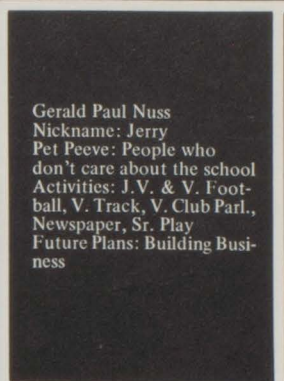 Gerald Paul Nuss
Nickname: Jerry
Pet Peeve: People who
don't care about the school
Activities: J.V. & V. Foot-
ball, V. Track, V. Club Parl.,
Newspaper, Sr. Play
Future Plans: Building Busi-
ness